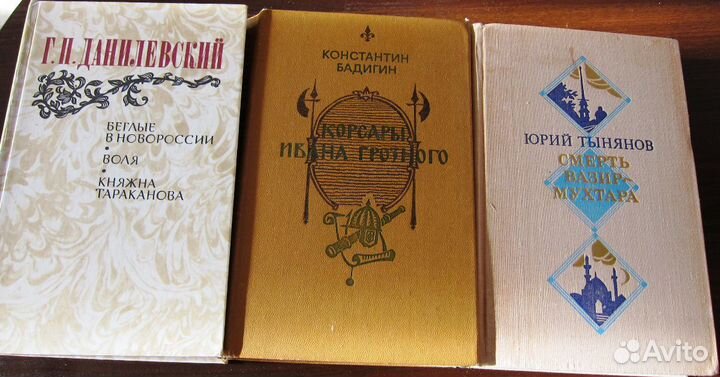 Г.П. ДАНИЛЕВСКИЙ
БЕГЛЫЕ
В НОВОРОССИИ
ВОЛЯ
КНЯЖНА
ТАРАКАНОВА
КОНСТАНТИН
БАДИГИН
КОРСАРЫ
ИВАНА ГРОЗНОГО
ЮРИЙ ТЫНЯНОВ
СМЕРТЬ
ВАЗИР-
МУХТАРА
Avito